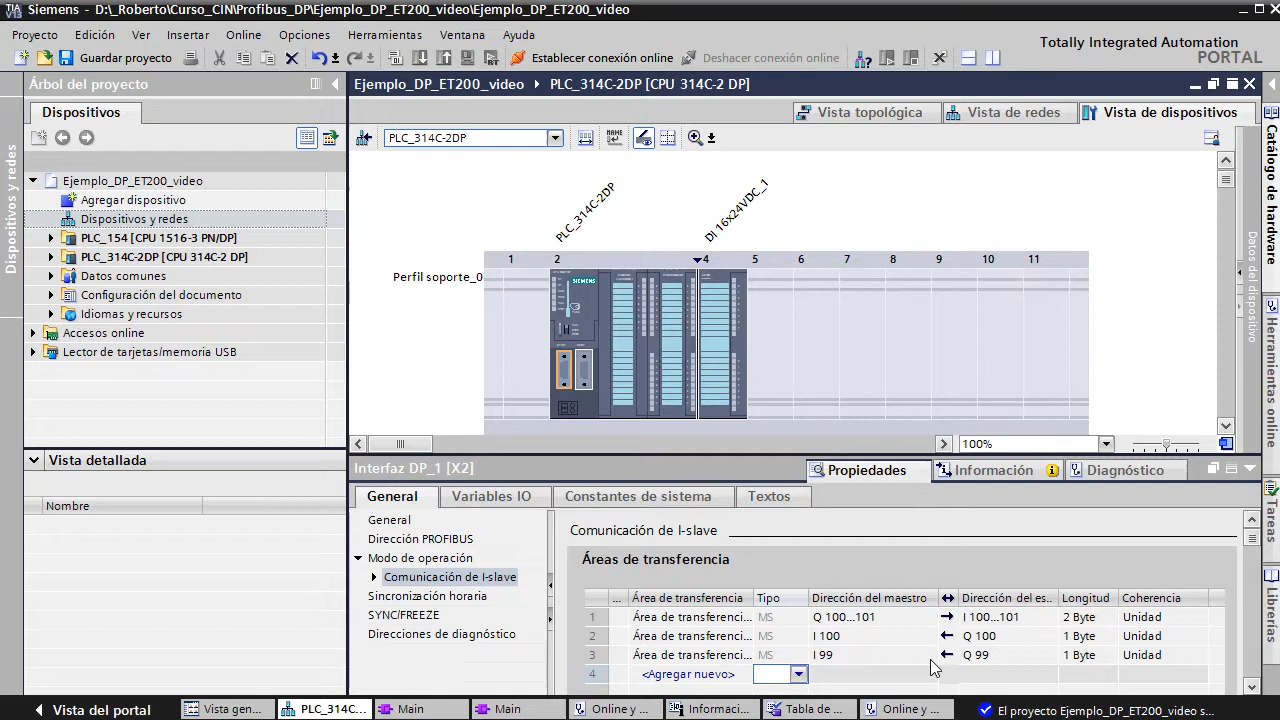 TIA V13 Siemens - D:\_Roberto\Curso_CIN\Profibus_DP\Ejemplo_DP_ET200_video\Ejemplo_DP_ET200_video
Proyecto Edición Ver Insertar Online Opciones Herramientas Ventana Ayuda
Totally Integrated Automation
PORTAL
Guardar proyecto Establecer conexión online Deshacer conexión online
Árbol del proyecto
Ejemplo_DP_ET200_video PLC_314C-2DP [CPU 314C-2 DP]
Dispositivos
Vista topológica Vista de redes Vista de dispositivos
PLC_314C-2DP
Dispositivos y redes
Ejemplo_DP_ET200_video
Agregar dispositivo
Dispositivos y redes
PLC_154 [CPU 1516-3 PN/DP]
PLC_314C-2DP [CPU 314C-2 DP]
Datos comunes
Configuración del documento
Idiomas y recursos
Accesos online
Lector de tarjetas/memoria USB
Vista detallada
Nombre
PLC_314C-2DP
DI 16x24VDC_1
1 2 4 5 6 7 8 9 10 11
Perfil soporte_0
SIEMENS
100%
Datos del dispositivo
Catálogo de hardware
Herramientas online
Tareas
Librerías
Interfaz DP_1 [X2]
Propiedades Información Diagnóstico
General Variables IO Constantes de sistema Textos
General
Dirección PROFIBUS
Modo de operación
Comunicación de I-slave
Sincronización horaria
SYNC/FREEZE
Direcciones de diagnóstico
Comunicación de I-slave
Áreas de transferencia
... Área de transferencia Tipo Dirección del maestro Dirección del es... Longitud Coherencia
1 Área de transferenci... MS Q 100...101 I 100...101 2 Byte Unidad
2 Área de transferenci... MS I 100 Q 100 1 Byte Unidad
3 Área de transferenci... MS I 99 Q 99 1 Byte Unidad
4 <Agregar nuevo>
Vista del portal Vista gen... PLC_314C... Main Main Online y ... Informaci... Tabla de ... Online y ... El proyecto Ejemplo_DP_ET200_video s...